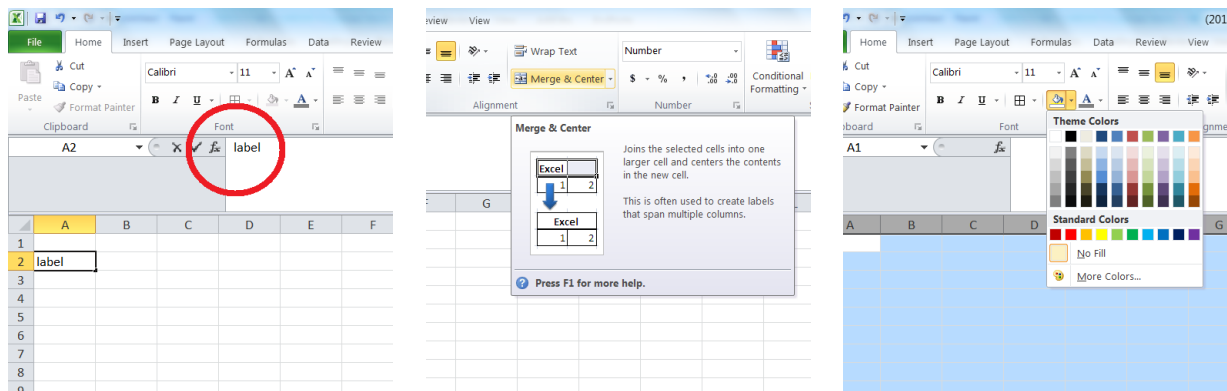 File Home Insert Page Layout Formulas Data Review
Cut
Copy
Paste
Format Painter
Calibri 11 A A
B I U A
Clipboard Font
A2 fx label
A B C D E F
1
2 label
3
4
5
6
7
8
9
View
Wrap Text Number
Merge & Center $ % , .0 .00 .00 .0 Conditional
Formatting
Alignment Number
Merge & Center
Joins the selected cells into one
larger cell and centers the contents
in the new cell.
This is often used to create labels
that span multiple columns.
Excel
1 2
Excel
1 2
Press F1 for more help.
G
(201
Home Insert Page Layout Formulas Data Review View
Cut
Copy
Format Painter
Calibri 11 A A
B I U A
Font
A1 fx
A B C D G
Theme Colors
Standard Colors
No Fill
More Colors...